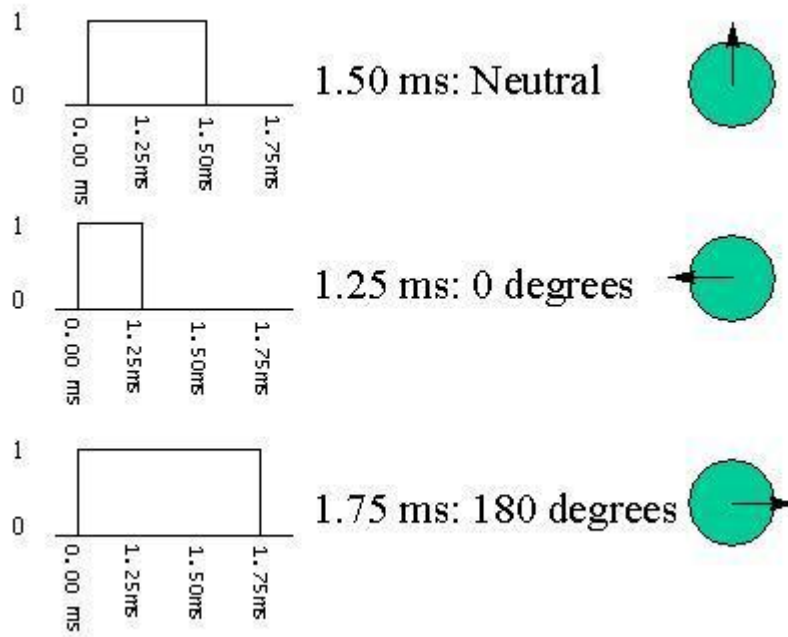 1
0
0.00 ms
1.25ms
1.50ms
1.75ms
1.50 ms: Neutral
1
0
0.00 ms
1.25ms
1.50ms
1.75ms
1.25 ms: 0 degrees
1
0
0.00 ms
1.25ms
1.50ms
1.75ms
1.75 ms: 180 degrees